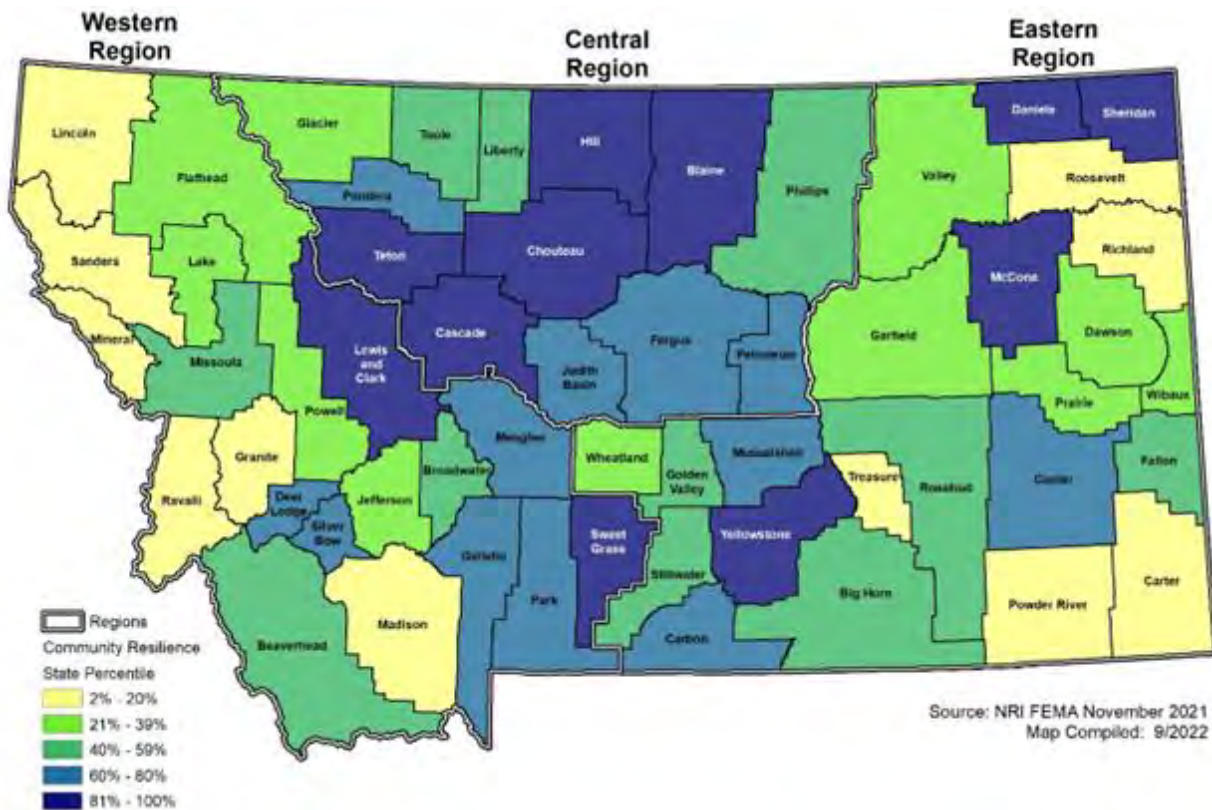 Western
Region
Central
Region
Eastern
Region
Lincoln
Flathead
Glacier
Toole
Liberty
Hill
Blaine
Phillips
Valley
Daniels
Sheridan
Roosevelt
Richland
Sanders
Lake
Pondera
Teton
Chouteau
McCone
Dawson
Garfield
Wibaux
Prairie
Mineral
Missoula
Powell
Lewis
and
Clark
Cascade
Judith
Basin
Fergus
Petroleum
Ravalli
Granite
Deer
Lodge
Silver
Bow
Jefferson
Broadwater
Meagher
Wheatland
Golden
Valley
Musselshell
Treasure
Rosebud
Custer
Fallon
Beaverhead
Madison
Gallatin
Park
Sweet
Grass
Stillwater
Yellowstone
Carbon
Big Horn
Powder River
Carter
Regions
Community Resilience
State Percentile
2% - 20%
21% - 39%
40% - 59%
60% - 80%
81% - 100%
Source: NRI FEMA November 2021
Map Compiled: 9/2022